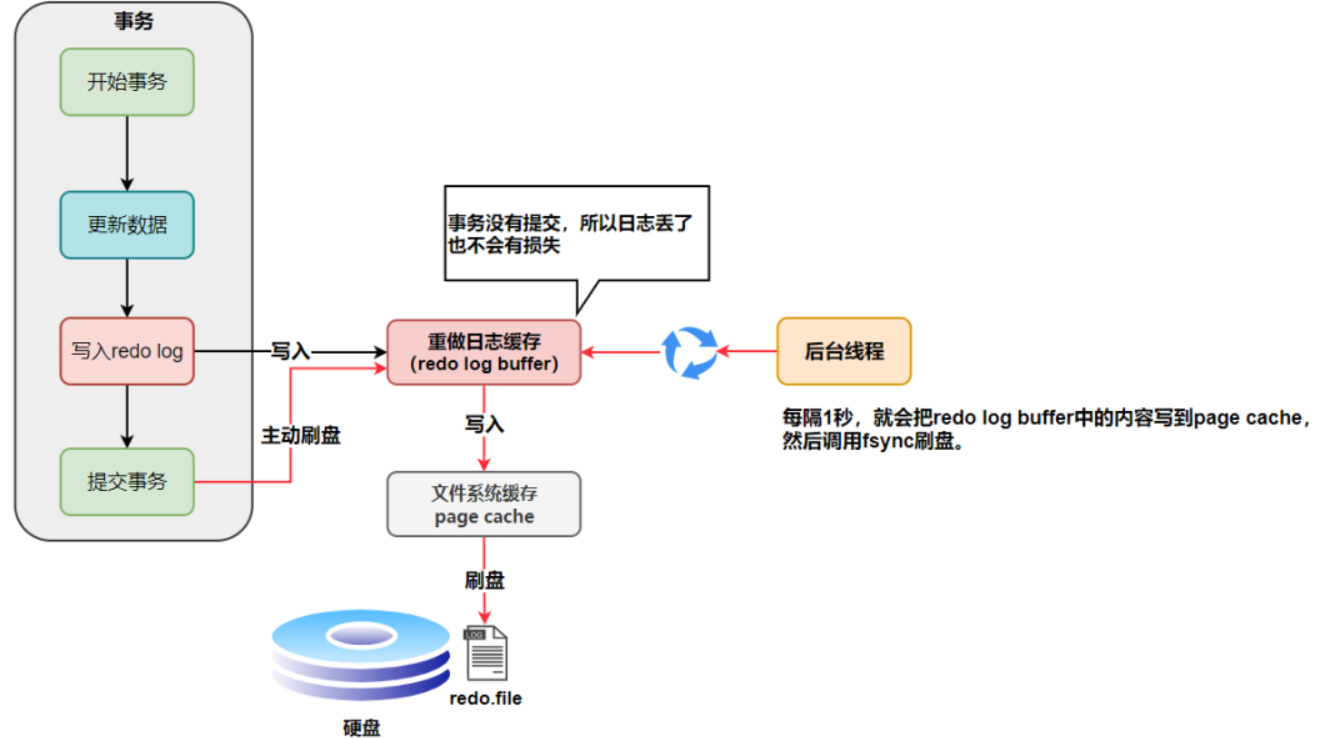 事务
开始事务
更新数据
写入redo log
提交事务
写入
主动刷盘
事务没有提交，所以日志丢了
也不会有损失
重做日志缓存
（redo log buffer）
写入
文件系统缓存
page cache
刷盘
LOG
redo.file
硬盘
后台线程
每隔1秒，就会把redo log buffer中的内容写到page cache，
然后调用fsync刷盘。